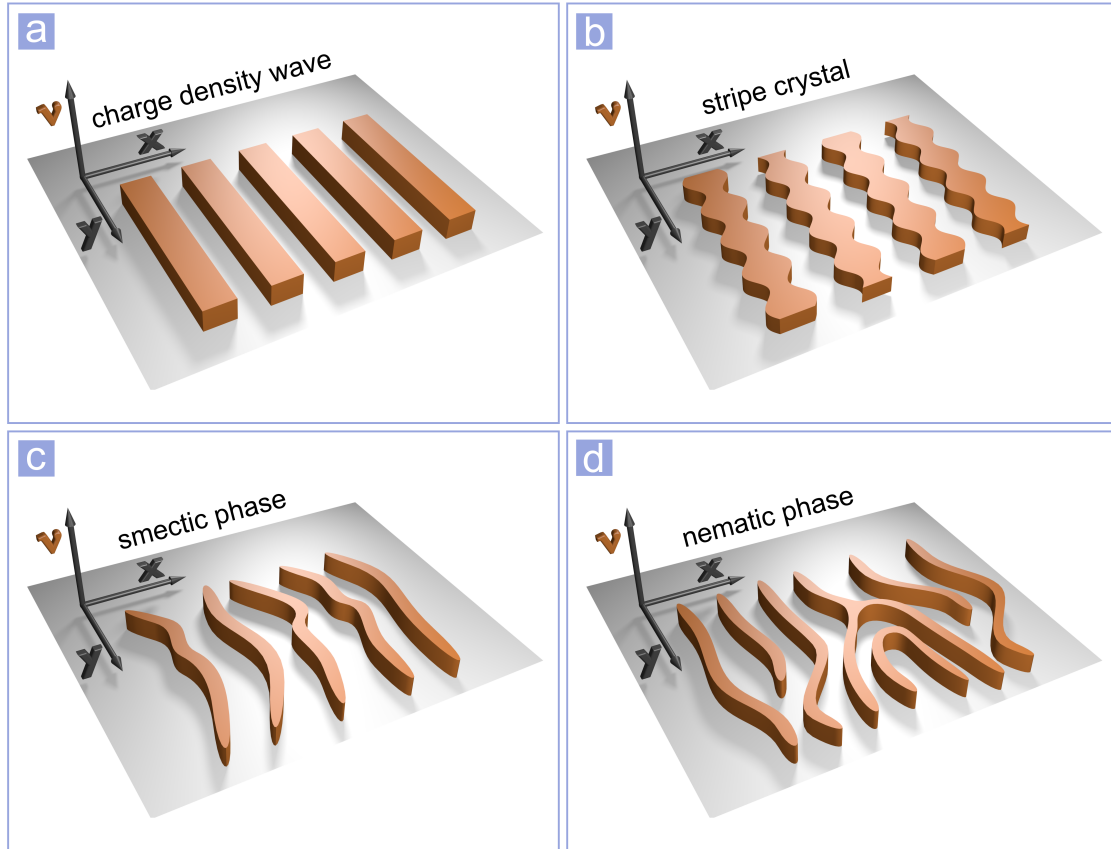 a
charge density wave
ν
x
y
b
stripe crystal
ν
x
y
c
smectic phase
ν
x
y
d
nematic phase
ν
x
y